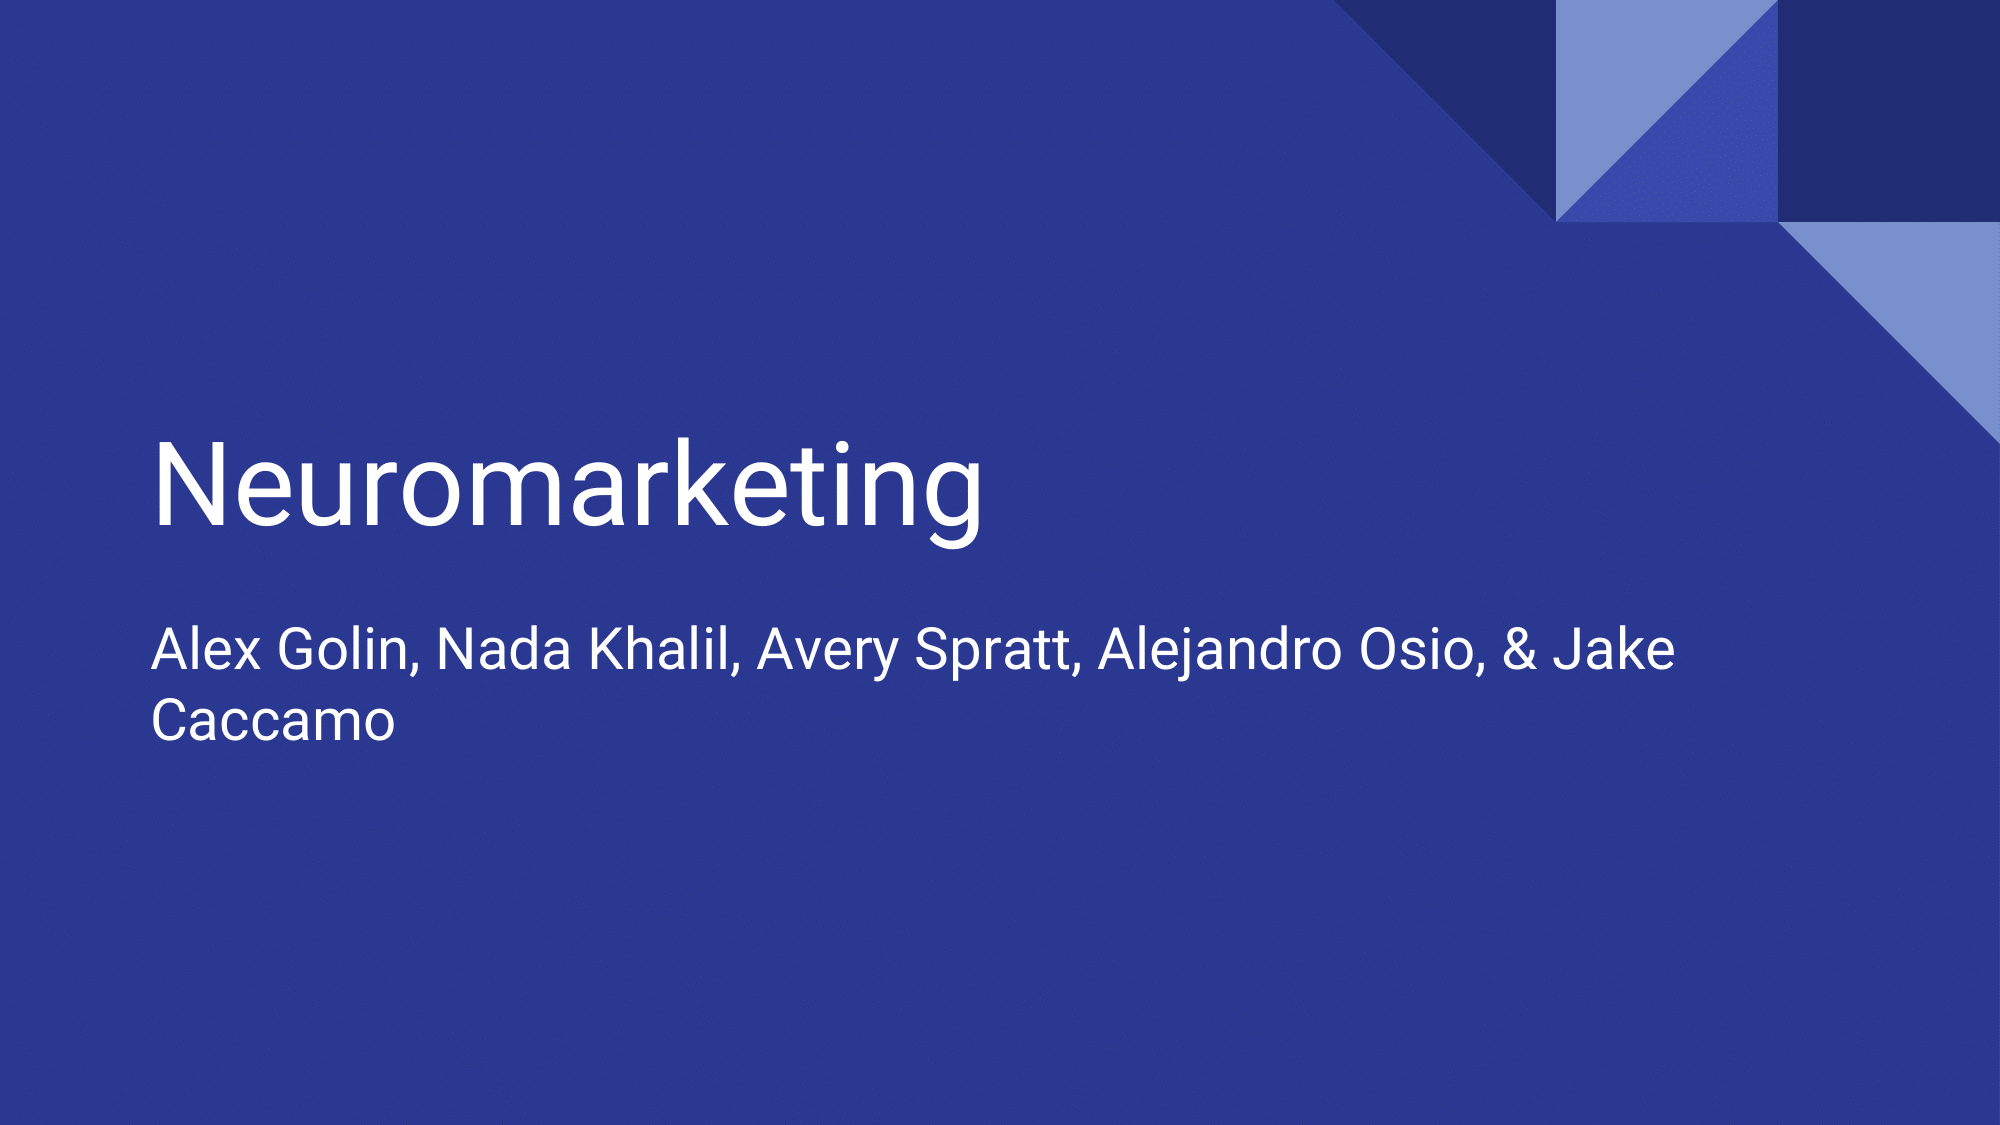 Neuromarketing
Alex Golin, Nada Khalil, Avery Spratt, Alejandro Osio, & Jake
Caccamo